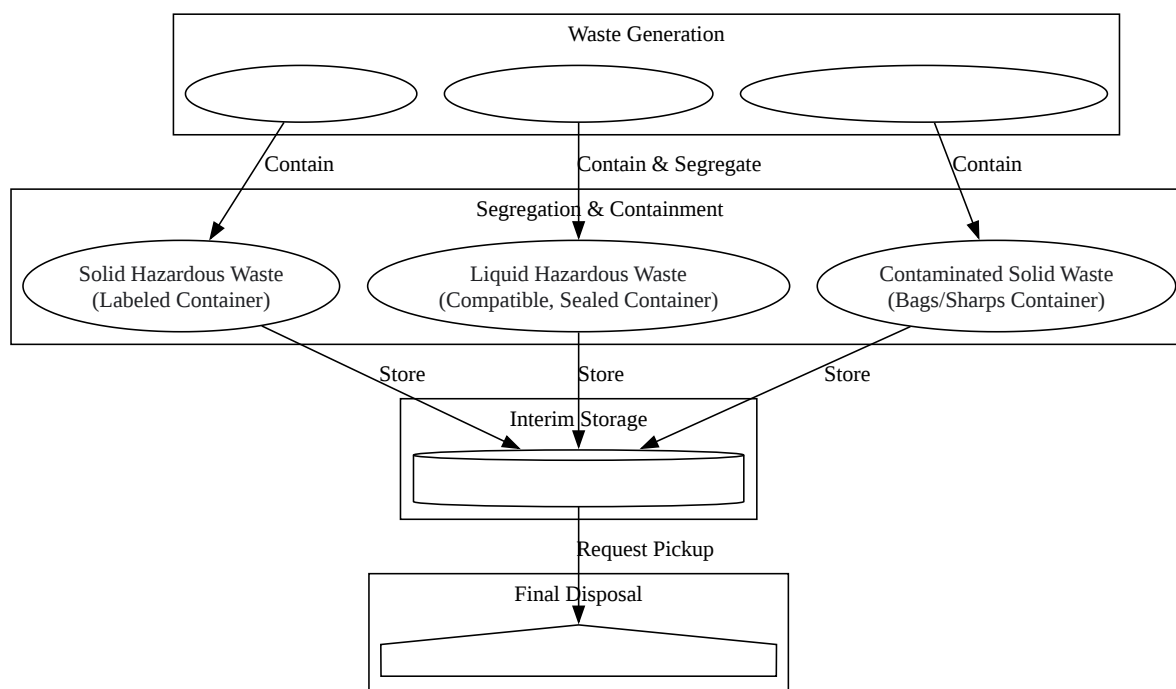 Waste Generation
Contain
Contain & Segregate
Contain
Segregation & Containment
Solid Hazardous Waste
(Labeled Container)
Liquid Hazardous Waste
(Compatible, Sealed Container)
Contaminated Solid Waste
(Bags/Sharps Container)
Store
Store
Store
Interim Storage
Request Pickup
Final Disposal